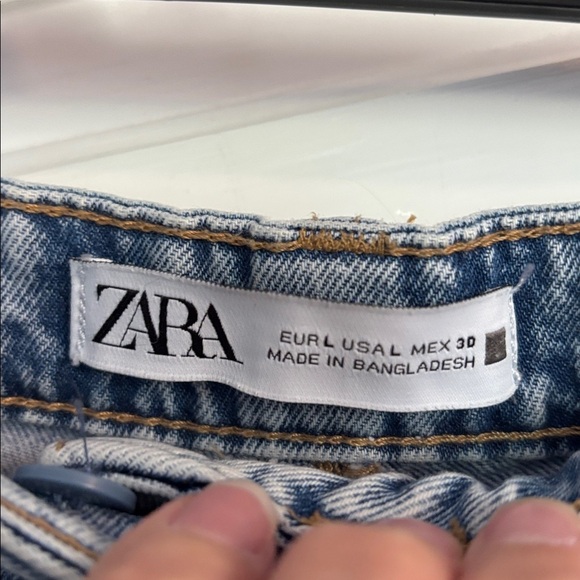 ZARA
EUR L USA L MEX 30
MADE IN BANGLADESH